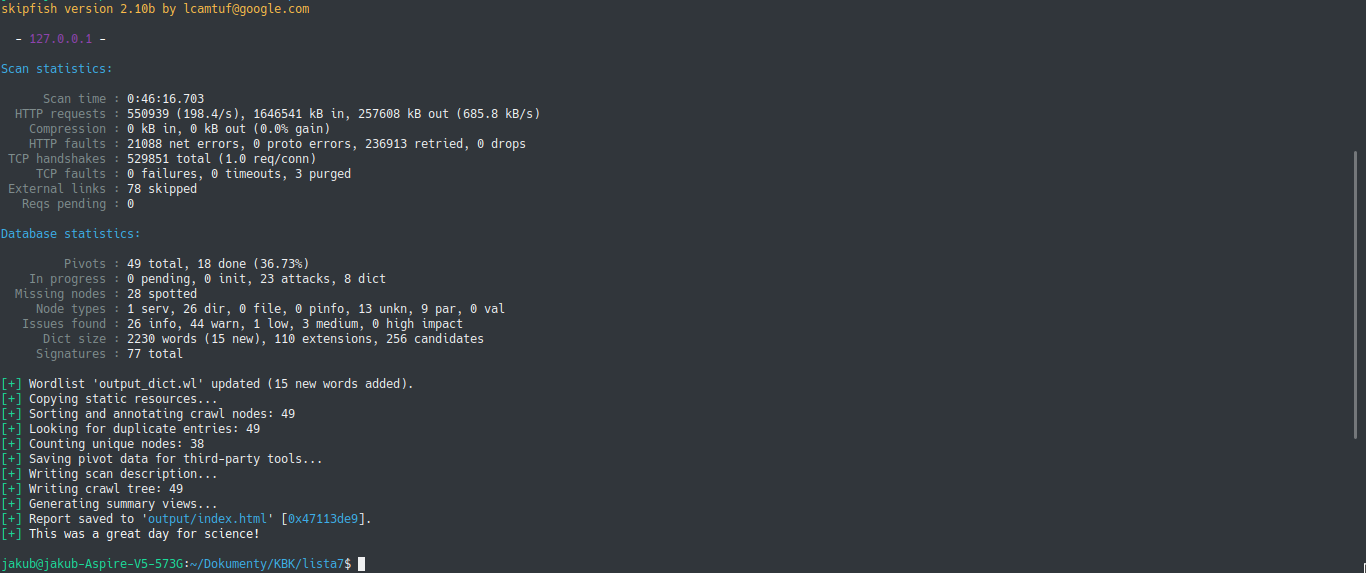 skipfish version 2.10b by lcamtuf@google.com
- 127.0.0.1 -
Scan statistics:
Scan time : 0:46:16.703
HTTP requests : 550939 (198.4/s), 1646541 kB in, 257608 kB out (685.8 kB/s)
Compression : 0 kB in, 0 kB out (0.0% gain)
HTTP faults : 21088 net errors, 0 proto errors, 236913 retried, 0 drops
TCP handshakes : 529851 total (1.0 req/conn)
TCP faults : 0 failures, 0 timeouts, 3 purged
External links : 78 skipped
Reqs pending : 0
Database statistics:
Pivots : 49 total, 18 done (36.73%)
In progress : 0 pending, 0 init, 23 attacks, 8 dict
Missing nodes : 28 spotted
Node types : 1 serv, 26 dir, 0 file, 0 pinfo, 13 unkn, 9 par, 0 val
Issues found : 26 info, 44 warn, 1 low, 3 medium, 0 high impact
Dict size : 2230 words (15 new), 110 extensions, 256 candidates
Signatures : 77 total
[+] Wordlist 'output_dict.wl' updated (15 new words added).
[+] Copying static resources...
[+] Sorting and annotating crawl nodes: 49
[+] Looking for duplicate entries: 49
[+] Counting unique nodes: 38
[+] Saving pivot data for third-party tools...
[+] Writing scan description...
[+] Writing crawl tree: 49
[+] Generating summary views...
[+] Report saved to 'output/index.html' [0x47113de9].
[+] This was a great day for science!
jakub@jakub-Aspire-V5-573G:~/Dokumenty/KBK/lista7$